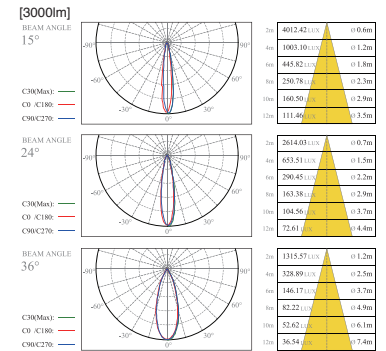 [3000lm]
BEAM ANGLE
15°
-90° 90°
-60° 60°
-30° 30°
0°
C30(Max):
C0 /C180:
C90/C270:
2m 4012.42 LUX Ø 0.6m
4m 1003.10 LUX Ø 1.2m
6m 445.82 LUX Ø 1.8m
8m 250.78 LUX Ø 2.3m
10m 160.50 LUX Ø 2.9m
12m 111.46 LUX Ø 3.5m
BEAM ANGLE
24°
-90° 90°
-60° 60°
-30° 30°
0°
C30(Max):
C0 /C180:
C90/C270:
2m 2614.03 LUX Ø 0.7m
4m 653.51 LUX Ø 1.5m
6m 290.45 LUX Ø 2.2m
8m 163.38 LUX Ø 2.9m
10m 104.56 LUX Ø 3.7m
12m 72.61 LUX Ø 4.4m
BEAM ANGLE
36°
-90° 90°
-60° 60°
-30° 30°
0°
C30(Max):
C0 /C180:
C90/C270:
2m 1315.57 LUX Ø 1.2m
4m 328.89 LUX Ø 2.5m
6m 146.17 LUX Ø 3.7m
8m 82.22 LUX Ø 4.9m
10m 52.62 LUX Ø 6.1m
12m 36.54 LUX Ø 7.4m